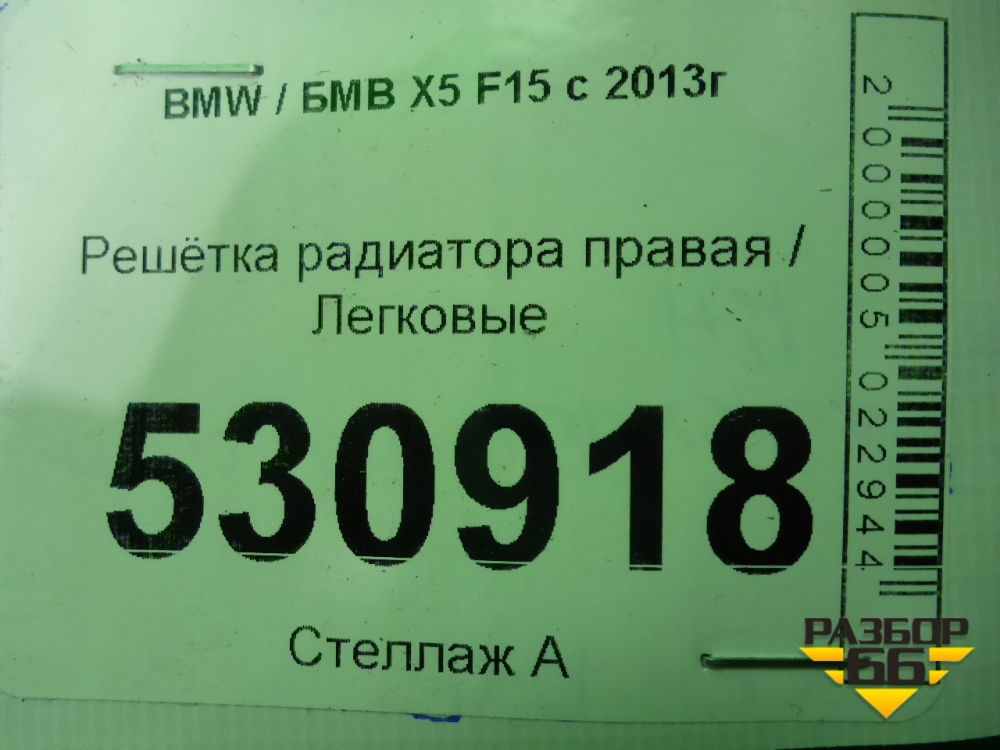 BMW / БМВ X5 F15 с 2013г
Решётка радиатора правая /
Легковые
530918
Стеллаж А
2000005022944
РАЗБОР
66